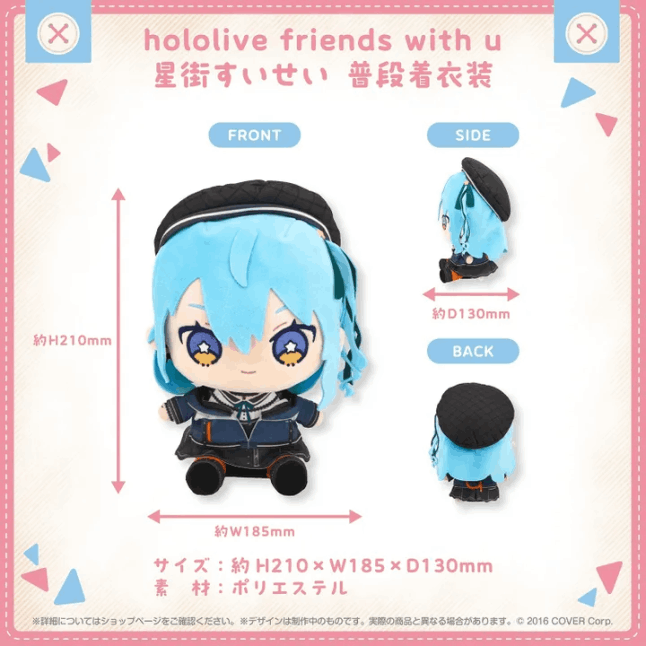 hololive friends with u
星街すいせい 普段着衣装
FRONT
SIDE
約H210mm
約D130mm
BACK
約W185mm
サイズ：約H210×W185×D130mm
素　材：ポリエステル
※詳細についてはショップページをご確認ください。※デザインは制作中のものです。実際の商品と異なる場合があります。© 2016 COVER Corp.